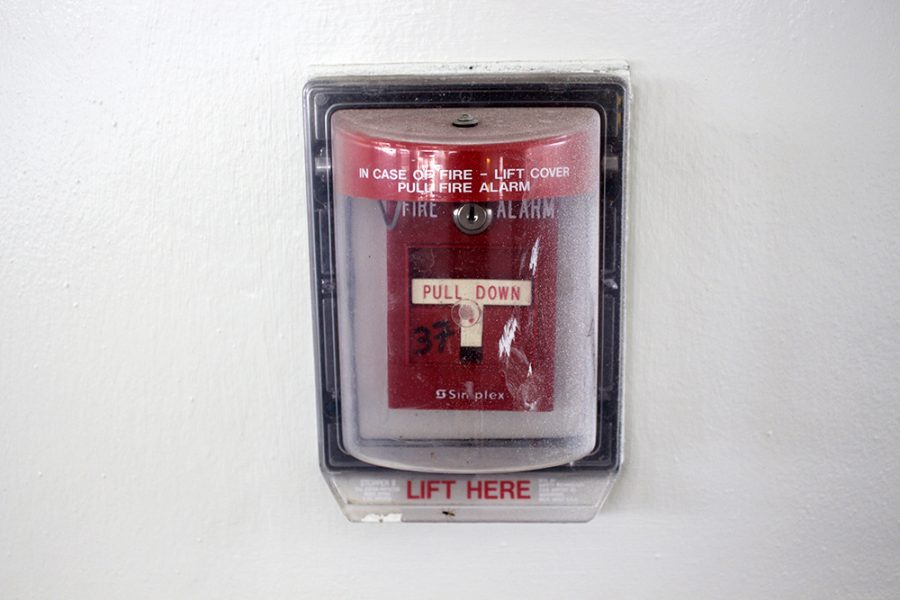 IN CASE OF FIRE - LIFT COVER
PULL FIRE ALARM
FIRE ALARM
PULL DOWN
37
Simplex
LIFT HERE